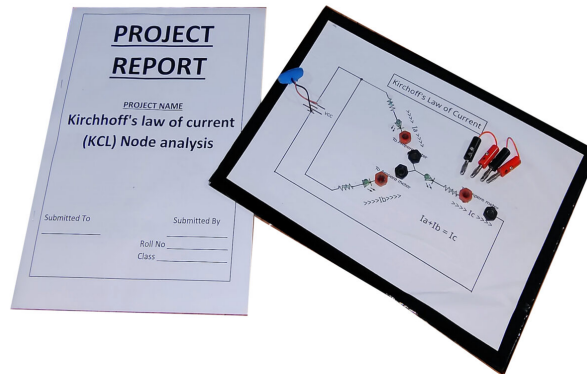 PROJECT
REPORT
PROJECT NAME
Kirchhoff's law of current
(KCL) Node analysis
Submitted To
Submitted By
Roll No
Class
Kirchoff's Law of Current
VCC
>>>> Ia >>>>
>>>>Ib>>>>
>>>> Ic >>>>
Ia+Ib = Ic